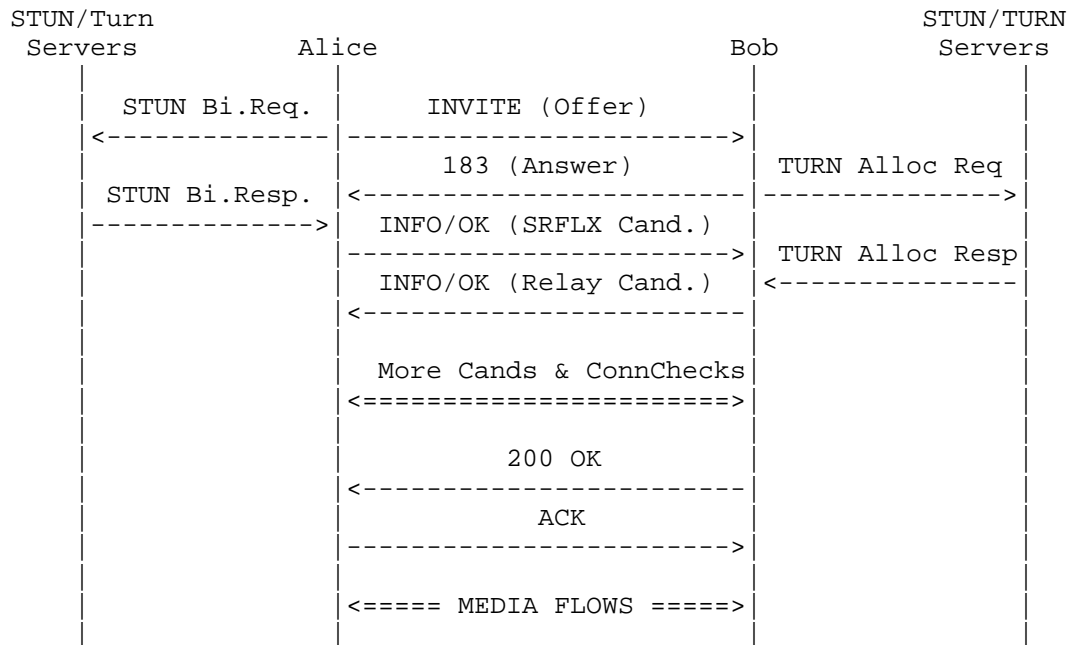 STUN/Turn STUN/TURN
Servers Alice Bob Servers
STUN Bi.Req. INVITE (Offer)
183 (Answer) TURN Alloc Req
STUN Bi.Resp.
INFO/OK (SRFLX Cand.)
TURN Alloc Resp
INFO/OK (Relay Cand.)
More Cands & ConnChecks
200 OK
ACK
MEDIA FLOWS